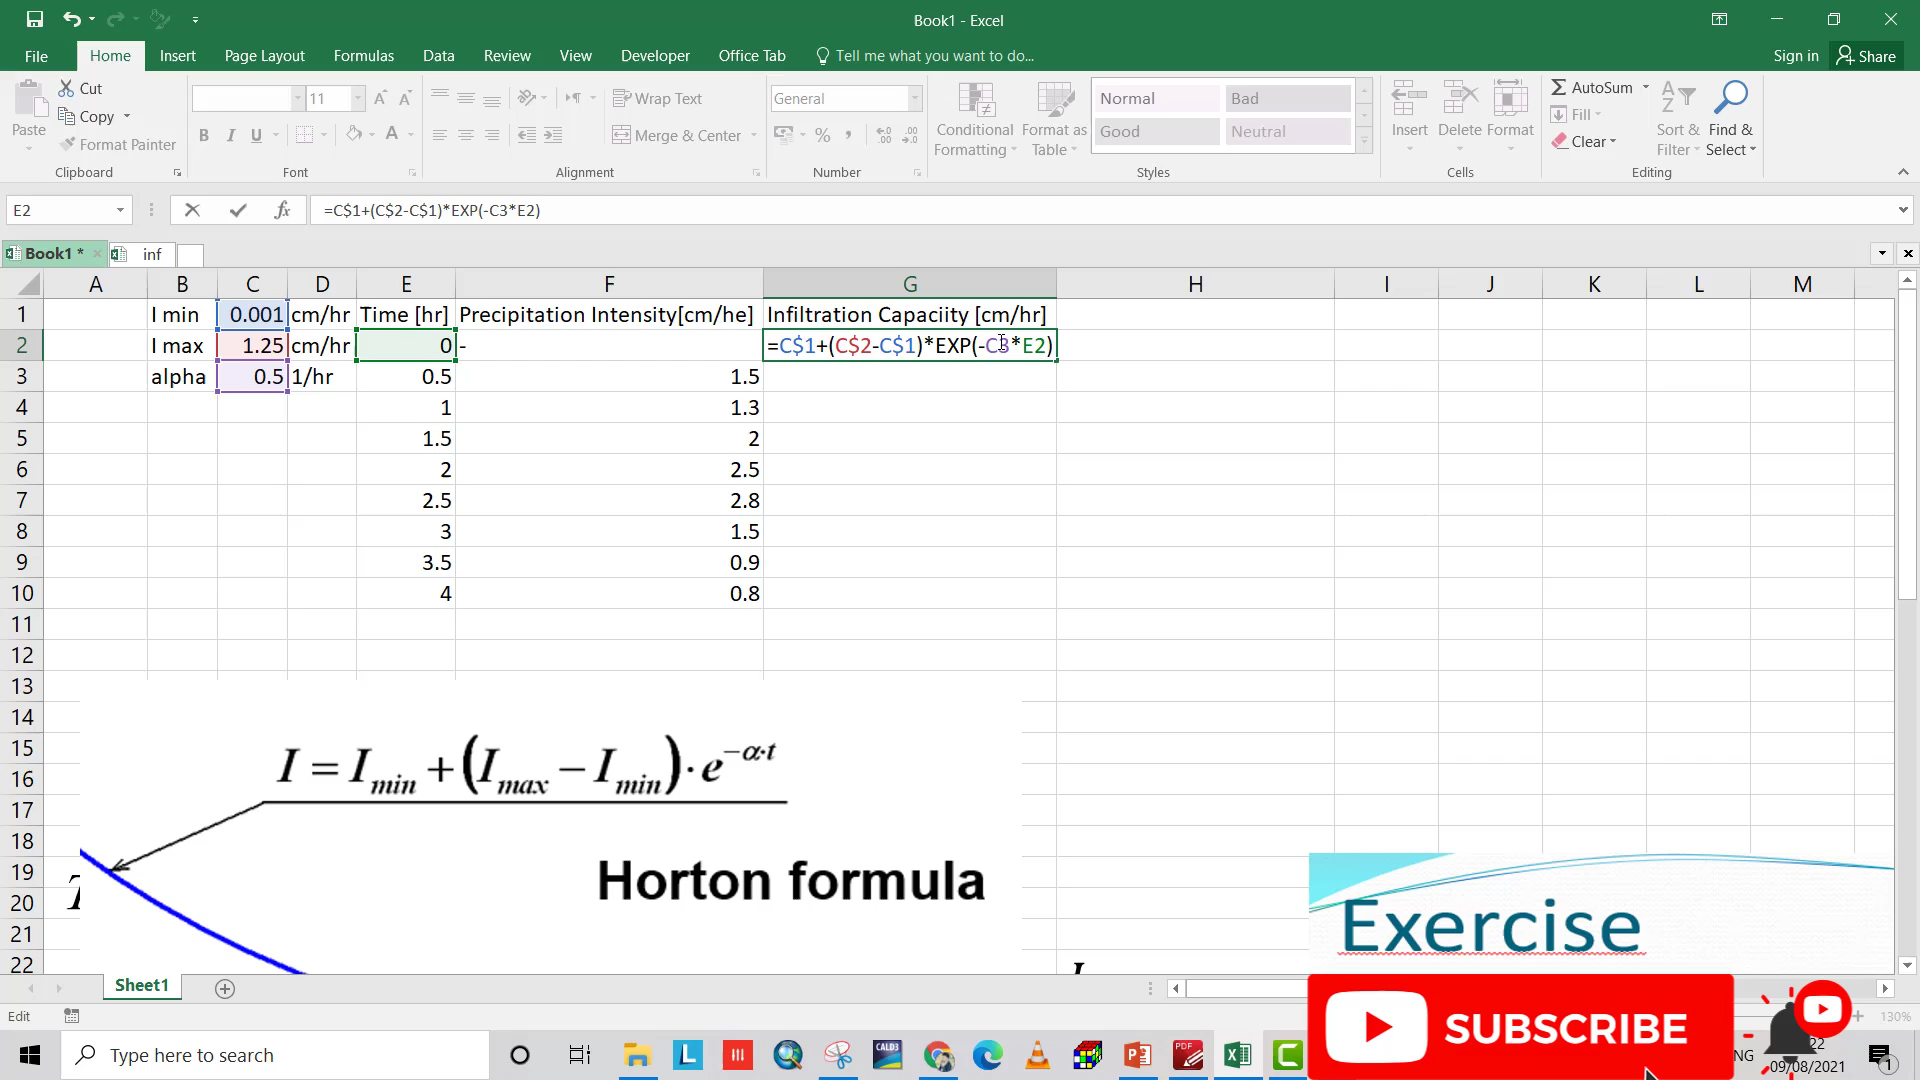 Book1 - Excel
File Home Insert Page Layout Formulas Data Review View Developer Office Tab Tell me what you want to do... Sign in Share
Cut
Copy
Format Painter
Paste
11
B I U
A A A
Wrap Text
Merge & Center
General
%
Conditional Formatting
Format as Table
Normal Bad
Good Neutral
Insert Delete Format
AutoSum
Fill
Clear
Sort & Filter
Find & Select
Clipboard Font Alignment Number Styles Cells Editing
E2 fx =C$1+(C$2-C$1)*EXP(-C3*E2)
Book1 * inf
A B C D E F G H I J K L M
1 I min 0.001 cm/hr Time [hr] Precipitation Intensity[cm/he] Infiltration Capaciity [cm/hr]
2 I max 1.25 cm/hr 0 - =C$1+(C$2-C$1)*EXP(-C3*E2)
3 alpha 0.5 1/hr 0.5 1.5
4 1 1.3
5 1.5 2
6 2 2.5
7 2.5 2.8
8 3 1.5
9 3.5 0.9
10 4 0.8
11
12
13
14
15
16
17
18
19
20
21
22
I = Imin + (Imax − Imin) · e−α·t
Horton formula
Exercise
SUBSCRIBE
Sheet1
Edit 130%
Type here to search
L
CALD3
PDF
09/08/2021
1